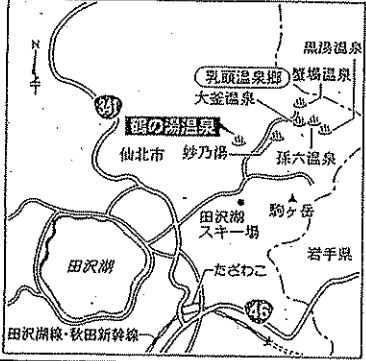 黒湯温泉
乳頭温泉郷
蟹場温泉
大釜温泉
N
341
鶴の湯温泉
仙北市
妙乃湯
孫六温泉
田沢湖
スキー場
駒ヶ岳
岩手県
田沢湖
たざわこ
46
田沢湖線・秋田新幹線